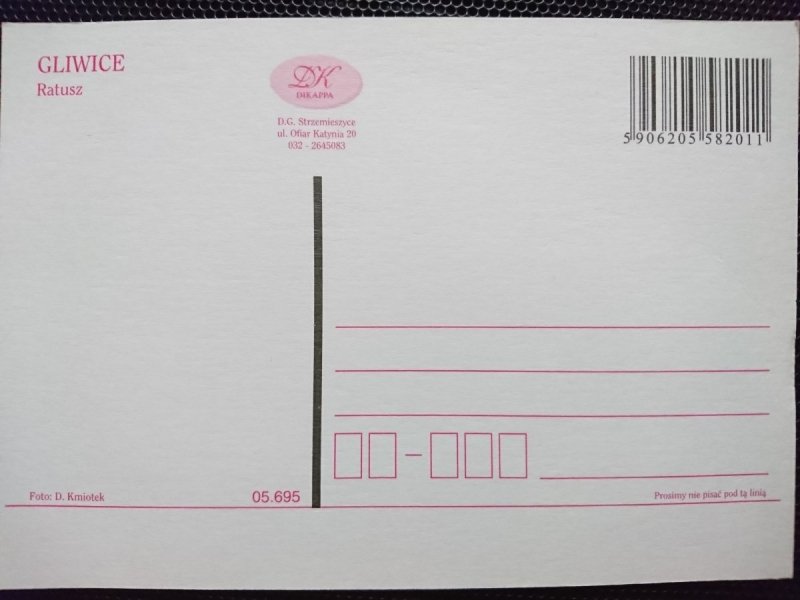 GLIWICE
Ratusz
DK
DIKAPPA
D.G. Strzemieszyce
ul. Ofiar Katynia 20
032 - 2645083
5 906205 582011
Foto: D. Kmiotek
05.695
Prosimy nie pisać pod tą linią